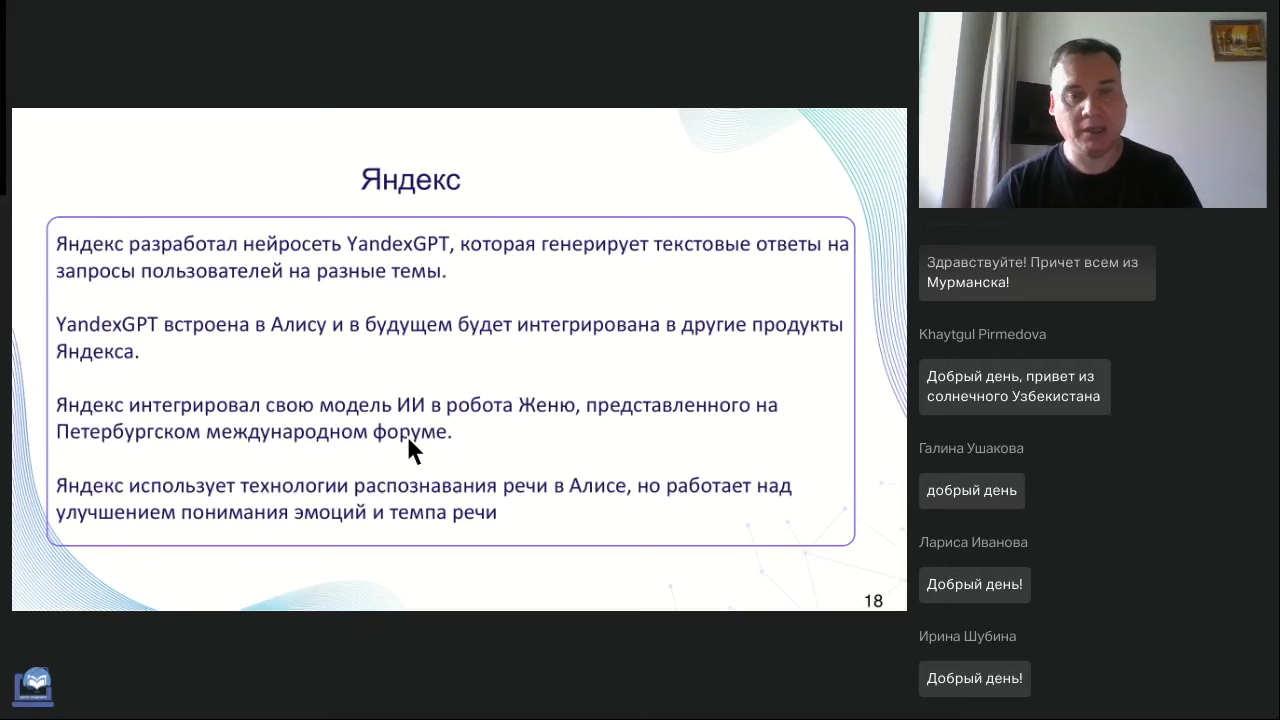 Яндекс
Яндекс разработал нейросеть YandexGPT, которая генерирует текстовые ответы на
запросы пользователей на разные темы.
YandexGPT встроена в Алису и в будущем будет интегрирована в другие продукты
Яндекса.
Яндекс интегрировал свою модель ИИ в робота Женю, представленного на
Петербургском международном форуме.
Яндекс использует технологии распознавания речи в Алисе, но работает над
улучшением понимания эмоций и темпа речи
18
Здравствуйте! Причет всем из
Мурманска!
Khaytgul Pirmedova
Добрый день, привет из
солнечного Узбекистана
Галина Ушакова
добрый день
Лариса Иванова
Добрый день!
Ирина Шубина
Добрый день!